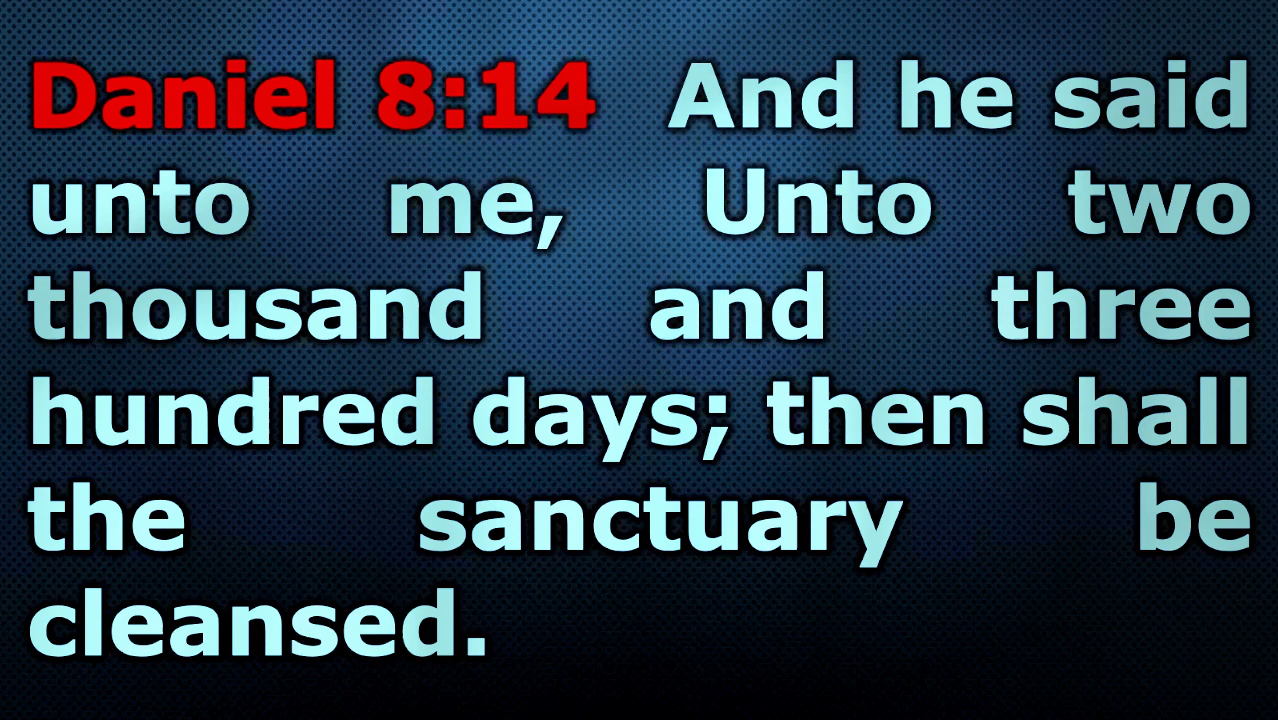 Daniel 8:14 And he said
unto me, Unto two
thousand and three
hundred days; then shall
the sanctuary be
cleansed.